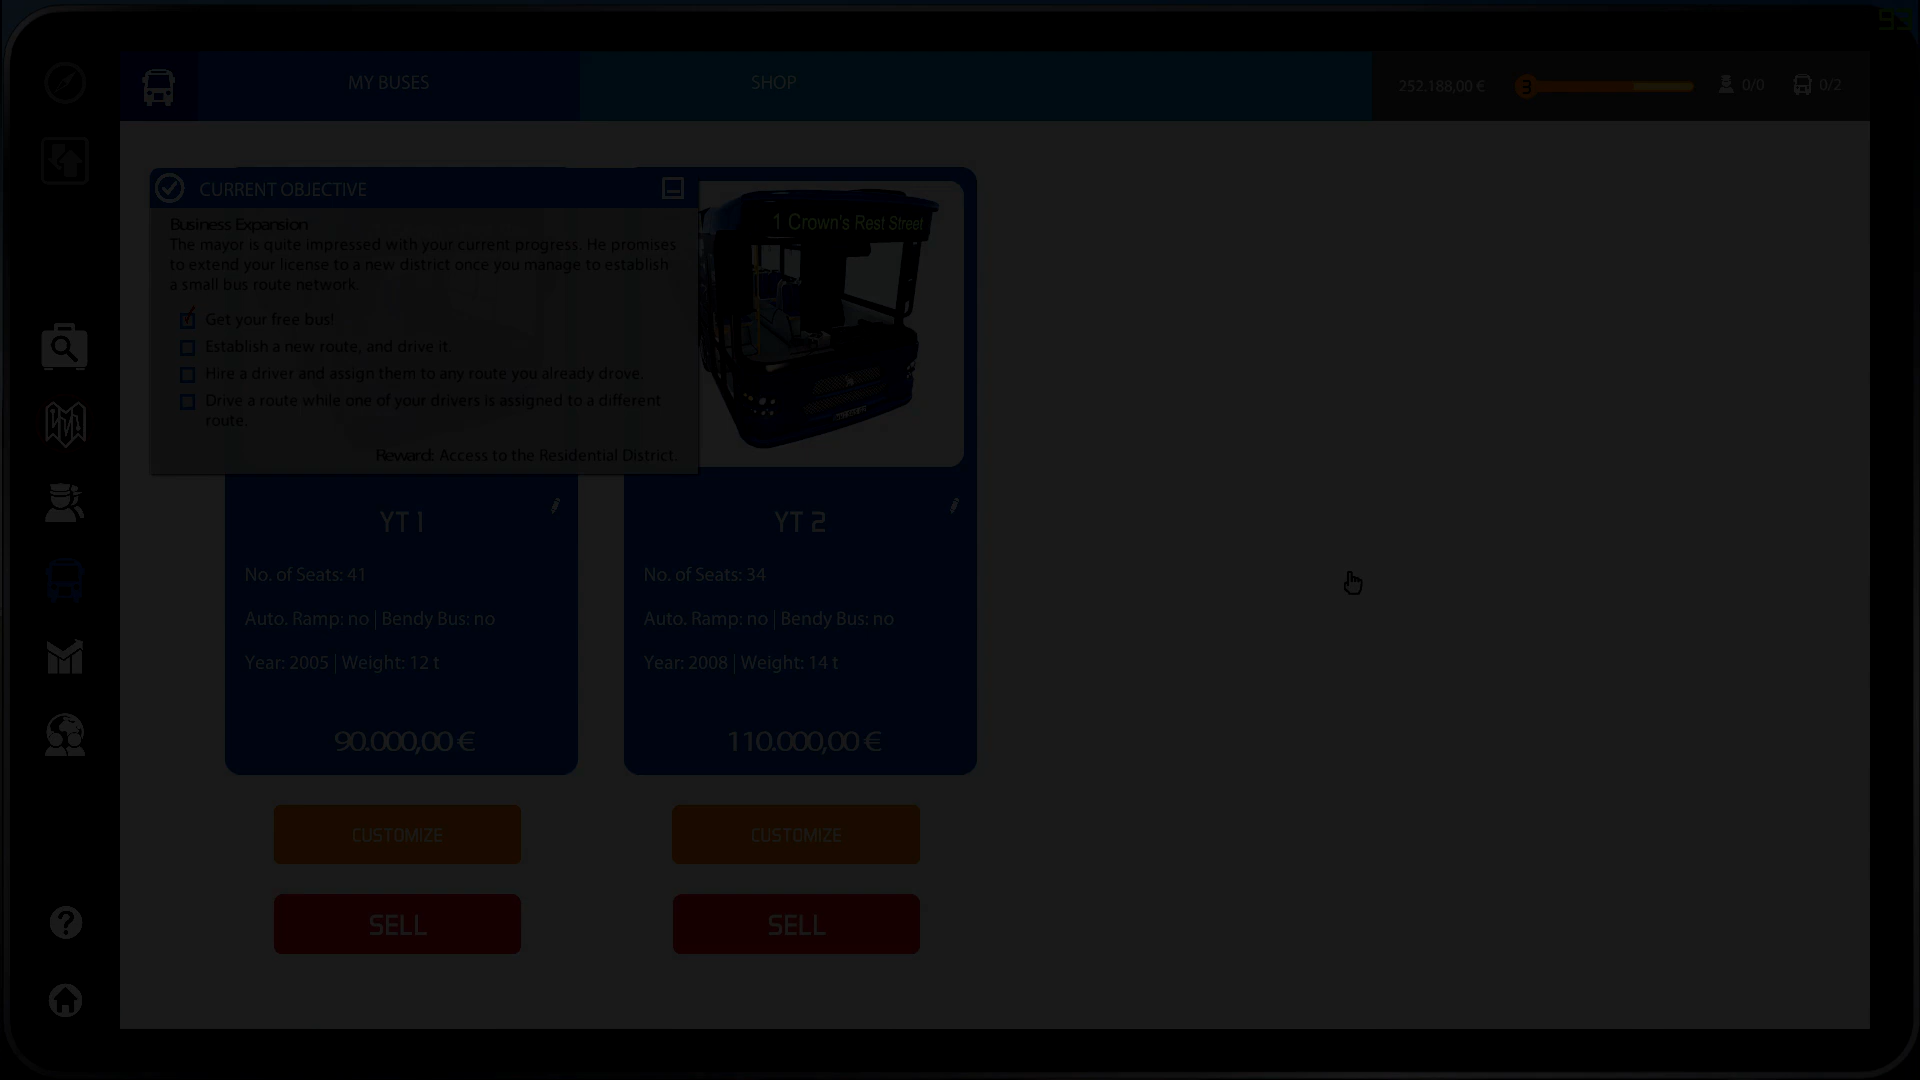 MY BUSES
SHOP
252.188,00 €
3
0/0
0/2
CURRENT OBJECTIVE
Business Expansion
The mayor is quite impressed with your current progress. He promises
to extend your license to a new district once you manage to establish
a small bus route network.
Get your free bus!
Establish a new route, and drive it.
Hire a driver and assign them to any route you already drove.
Drive a route while one of your drivers is assigned to a different
route.
Reward: Access to the Residential District.
1 Crown's Rest Street
YT 1
No. of Seats: 41
Auto. Ramp: no | Bendy Bus: no
Year: 2005 | Weight: 12 t
90.000,00 €
CUSTOMIZE
SELL
YT 2
No. of Seats: 34
Auto. Ramp: no | Bendy Bus: no
Year: 2008 | Weight: 14 t
110.000,00 €
CUSTOMIZE
SELL